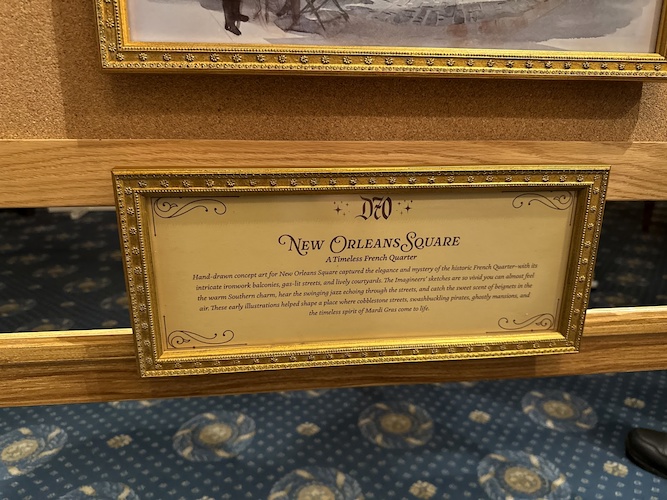 D70
New Orleans Square
A Timeless French Quarter
Hand-drawn concept art for New Orleans Square captured the elegance and mystery of the historic French Quarter–with its
intricate ironwork balconies, gas-lit streets, and lively courtyards. The Imagineers' sketches are so vivid you can almost feel
the warm Southern charm, hear the swinging jazz echoing through the streets, and catch the sweet scent of beignets in the
air. These early illustrations helped shape a place where cobblestone streets, swashbuckling pirates, ghostly mansions, and
the timeless spirit of Mardi Gras come to life.